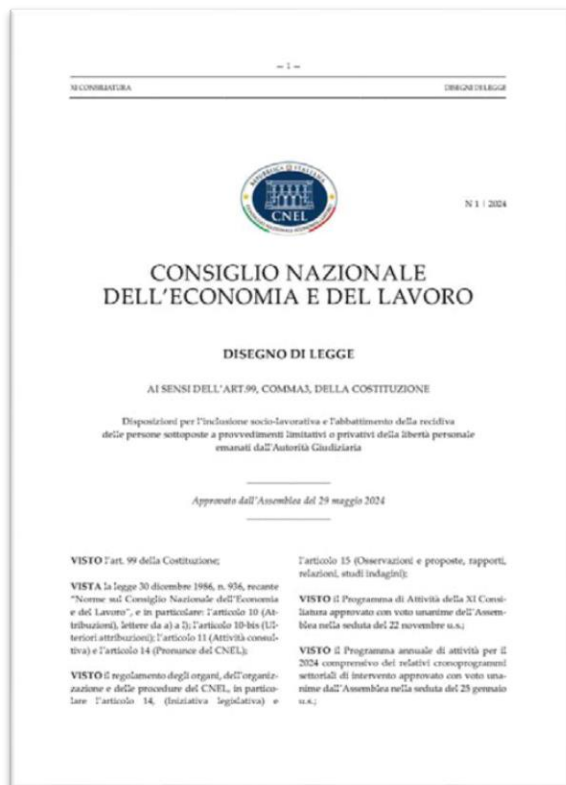 — 1 —
XI CONSILIATURA
DISEGNI DI LEGGE
REPUBBLICA ITALIANA
CNEL
CONSIGLIO NAZIONALE ECONOMIA LAVORO
N 1 | 2024
CONSIGLIO NAZIONALE
DELL'ECONOMIA E DEL LAVORO
DISEGNO DI LEGGE
AI SENSI DELL'ART.99, COMMA3, DELLA COSTITUZIONE
Disposizioni per l'inclusione socio-lavorativa e l'abbattimento della recidiva
delle persone sottoposte a provvedimenti limitativi o privativi della libertà personale
emanati dall'Autorità Giudiziaria
Approvato dall'Assemblea del 29 maggio 2024
VISTO l'art. 99 della Costituzione;
VISTA la legge 30 dicembre 1986, n. 936, recante
"Norme sul Consiglio Nazionale dell'Economia
e del Lavoro", e in particolare: l'articolo 10 (At-
tribuzioni), lettere da a) a l); l'articolo 10-bis (Ul-
teriori attribuzioni); l'articolo 11 (Attività consul-
tiva) e l'articolo 14 (Pronunce del CNEL);
VISTO il regolamento degli organi, dell'organiz-
zazione e delle procedure del CNEL, in partico-
lare l'articolo 14, (Iniziativa legislativa) e
l'articolo 15 (Osservazioni e proposte, rapporti,
relazioni, studi indagini);
VISTO il Programma di Attività della XI Consi-
liatura approvato con voto unanime dell'Assem-
blea nella seduta del 22 novembre u.s.;
VISTO il Programma annuale di attività per il
2024 comprensivo dei relativi cronoprogrammi
settoriali di intervento approvato con voto una-
nime dall'Assemblea nella seduta del 25 gennaio
u.s.;